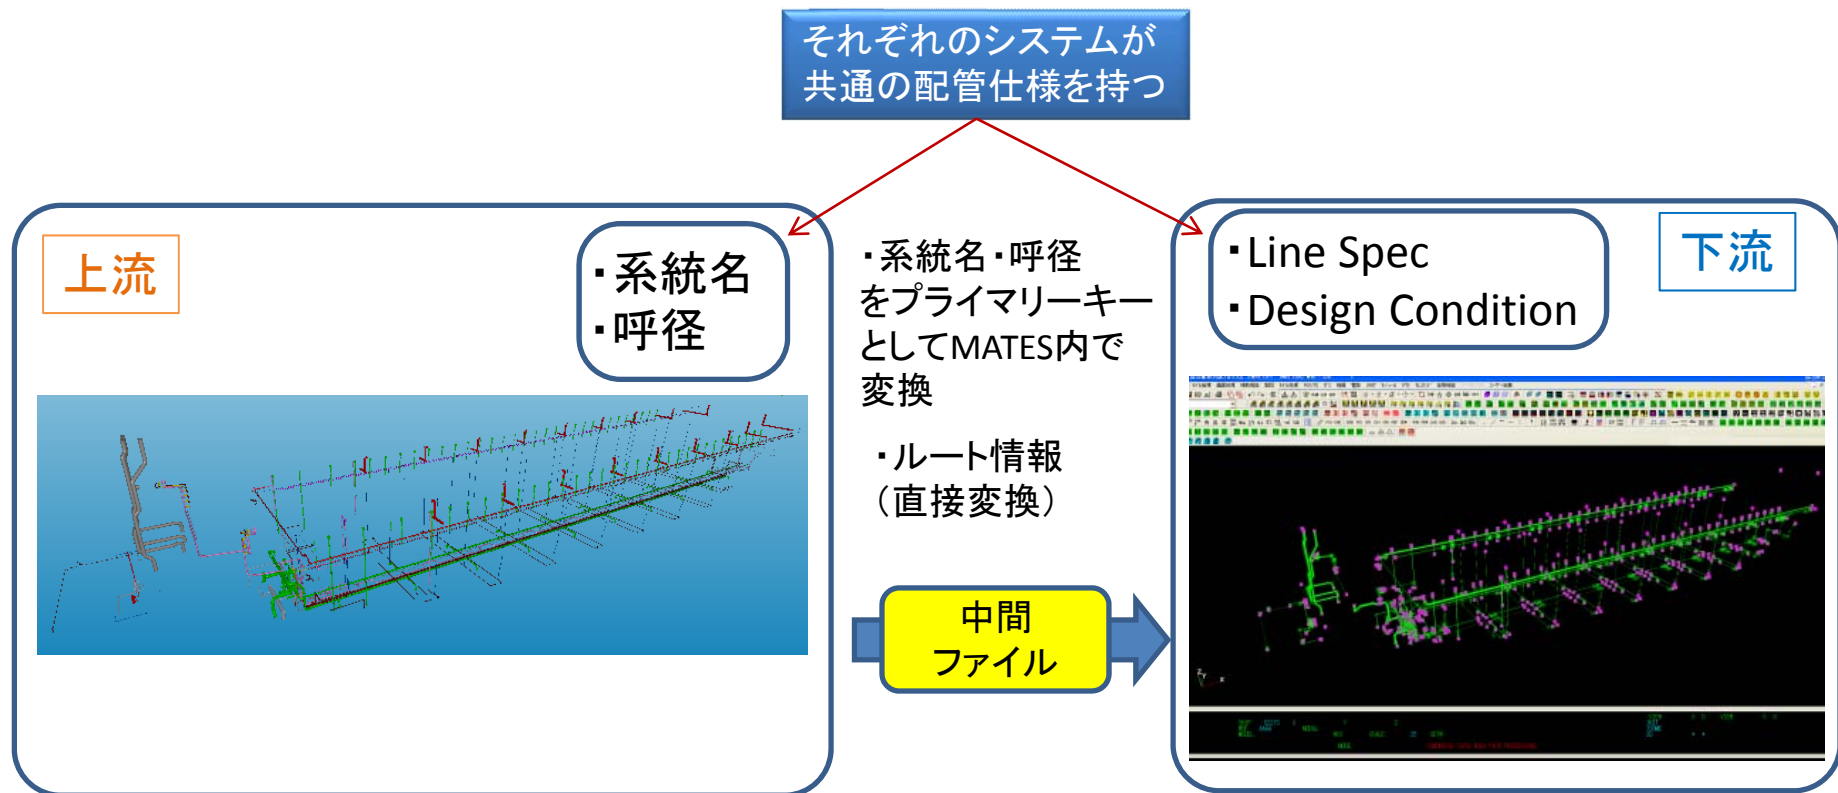 それぞれのシステムが
共通の配管仕様を持つ
上流
・系統名
・呼径
・系統名・呼径
をプライマリーキー
としてMATES内で
変換
・ルート情報
（直接変換）
中間
ファイル
・Line Spec
・Design Condition
下流